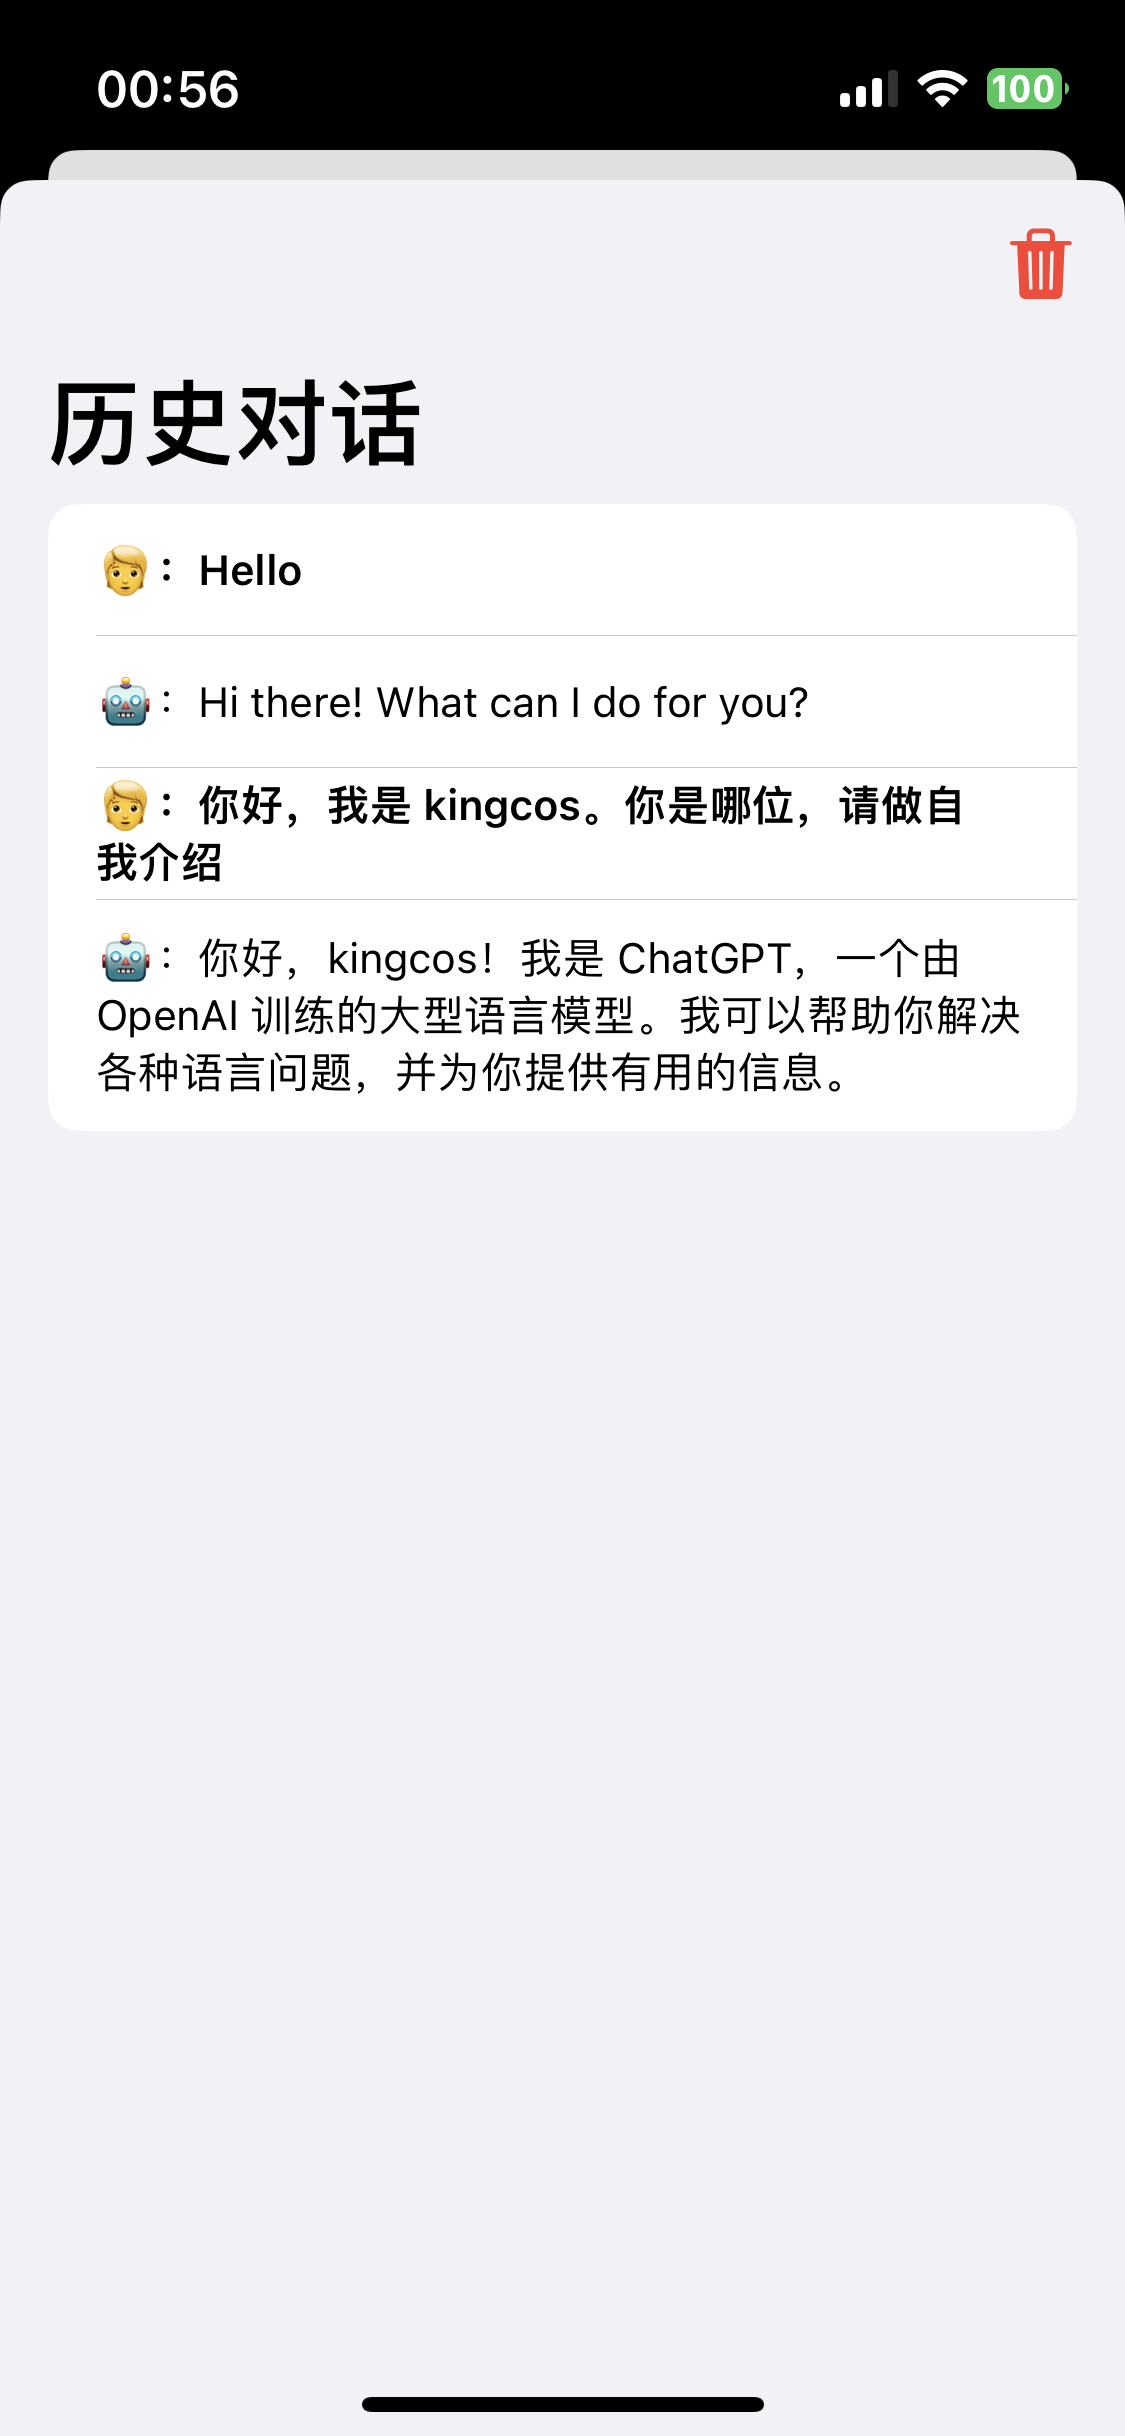 00:56
100
历史对话
🧑：Hello
🤖：Hi there! What can I do for you?
🧑：你好，我是 kingcos。你是哪位，请做自
我介绍
🤖：你好，kingcos！我是 ChatGPT，一个由
OpenAI 训练的大型语言模型。我可以帮助你解决
各种语言问题，并为你提供有用的信息。